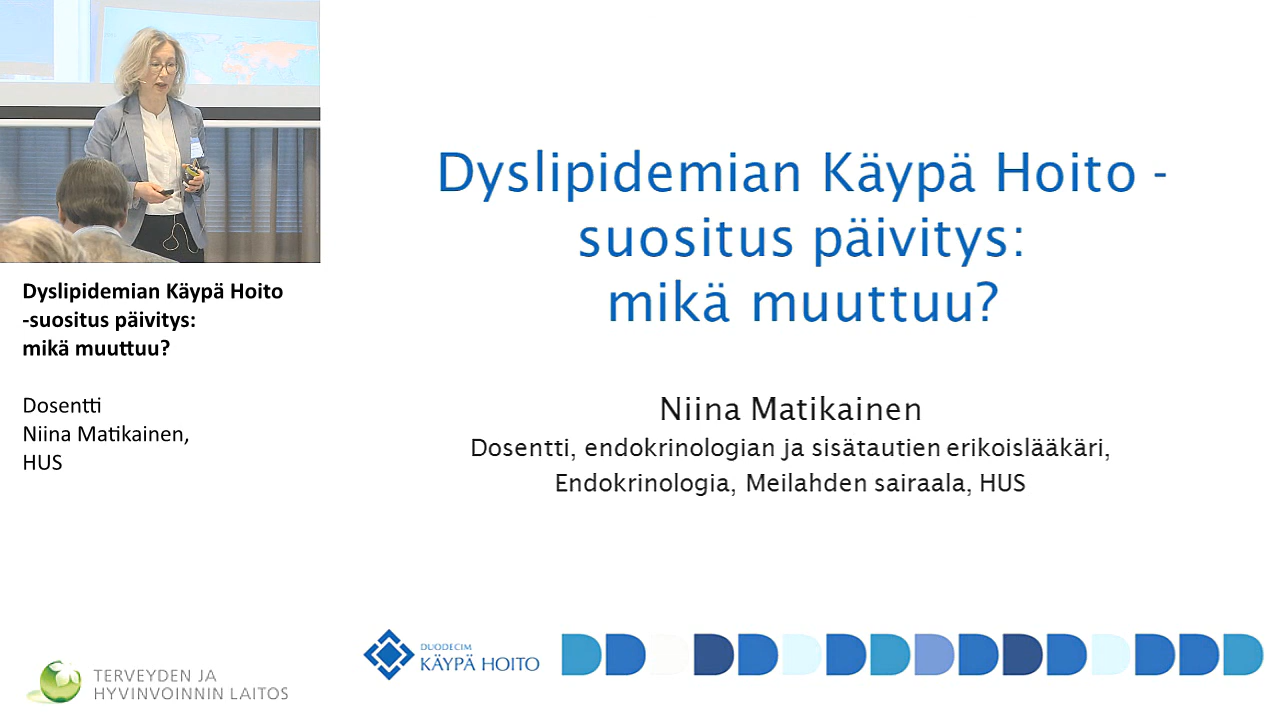 Dyslipidemian Käypä Hoito
-suositus päivitys:
mikä muuttuu?
Dosentti
Niina Matikainen,
HUS
TERVEYDEN JA
HYVINVOINNIN LAITOS
Dyslipidemian Käypä Hoito -
suositus päivitys:
mikä muuttuu?
Niina Matikainen
Dosentti, endokrinologian ja sisätautien erikoislääkäri,
Endokrinologia, Meilahden sairaala, HUS
DUODECIM
KÄYPÄ HOITO